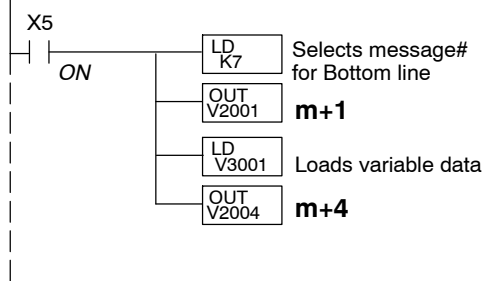 X5
ON
LD
K7
Selects message#
for Bottom line
OUT
V2001
m+1
LD
V3001
Loads variable data
OUT
V2004
m+4